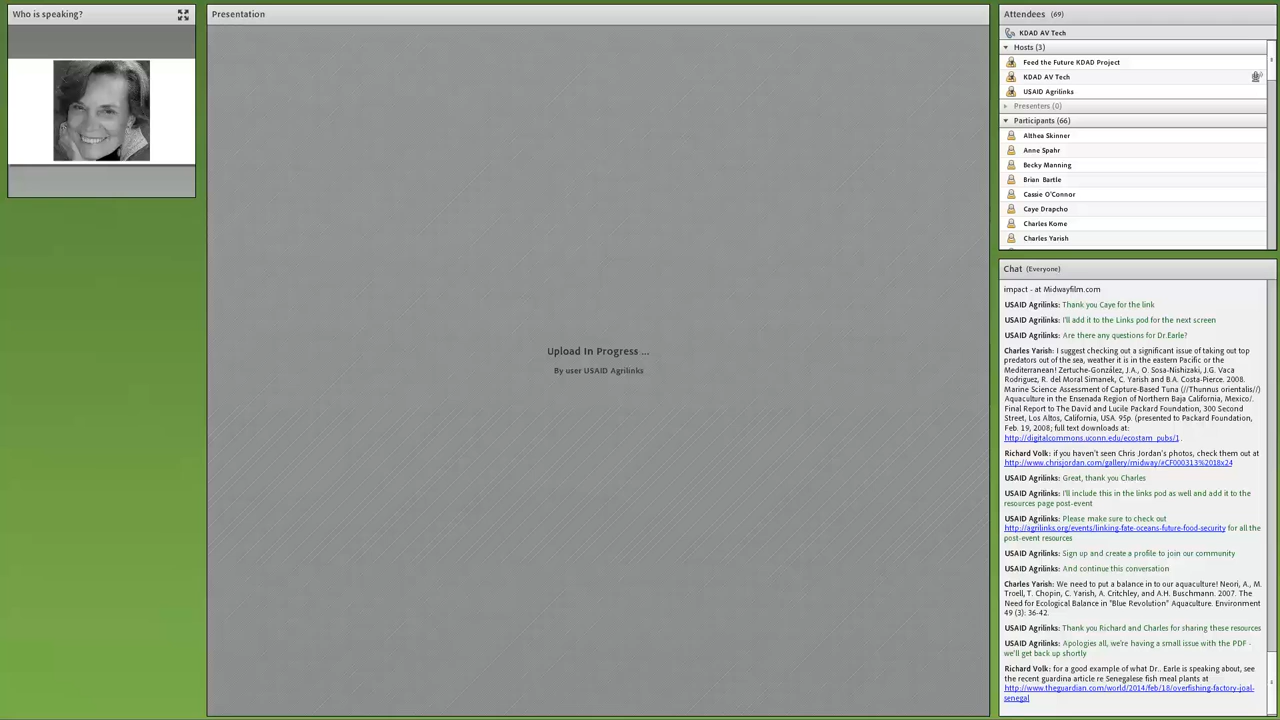 Who is speaking?
Presentation
Upload In Progress ...
By user USAID Agrilinks
Attendees (69)
KDAD AV Tech
Hosts (3)
Feed the Future KDAD Project
KDAD AV Tech
USAID Agrilinks
Presenters (0)
Participants (66)
Althea Skinner
Anne Spahr
Becky Manning
Brian Bartle
Cassie O'Connor
Caye Drapcho
Charles Kome
Charles Yarish
Chat (Everyone)
impact - at Midwayfilm.com
USAID Agrilinks: Thank you Caye for the link
USAID Agrilinks: I'll add it to the Links pod for the next screen
USAID Agrilinks: Are there any questions for Dr.Earle?
Charles Yarish: I suggest checking out a significant issue of taking out top
predators out of the sea, weather it is in the eastern Pacific or the
Mediterranean! Zertuche-González, J.A., O. Sosa-Nishizaki, J.G. Vaca
Rodriguez, R. del Moral Simanek, C. Yarish and B.A. Costa-Pierce. 2008.
Marine Science Assessment of Capture-Based Tuna (//Thunnus orientalis//)
Aquaculture in the Ensenada Region of Northern Baja California, Mexico/.
Final Report to The David and Lucile Packard Foundation, 300 Second
Street, Los Altos, California, USA. 95p. (presented to Packard Foundation,
Feb. 19, 2008; full text downloads at:
http://digitalcommons.uconn.edu/ecostam_pubs/1 .
Richard Volk: if you haven't seen Chris Jordan's photos, check them out at
http://www.chrisjordan.com/gallery/midway/#CF000313%2018x24
USAID Agrilinks: Great, thank you Charles
USAID Agrilinks: I'll include this in the links pod as well and add it to the
resources page post-event
USAID Agrilinks: Please make sure to check out
http://agrilinks.org/events/linking-fate-oceans-future-food-security for all the
post-event resources
USAID Agrilinks: Sign up and create a profile to join our community
USAID Agrilinks: And continue this conversation
Charles Yarish: We need to put a balance in to our aquaculture! Neori, A., M.
Troell, T. Chopin, C. Yarish, A. Critchley, and A.H. Buschmann. 2007. The
Need for Ecological Balance in "Blue Revolution" Aquaculture. Environment
49 (3): 36-42.
USAID Agrilinks: Thank you Richard and Charles for sharing these resources
USAID Agrilinks: Apologies all, we're having a small issue with the PDF -
we'll get back up shortly
Richard Volk: for a good example of what Dr.. Earle is speaking about, see
the recent guardina article re Senegalese fish meal plants at
http://www.theguardian.com/world/2014/feb/18/overfishing-factory-joal-
senegal